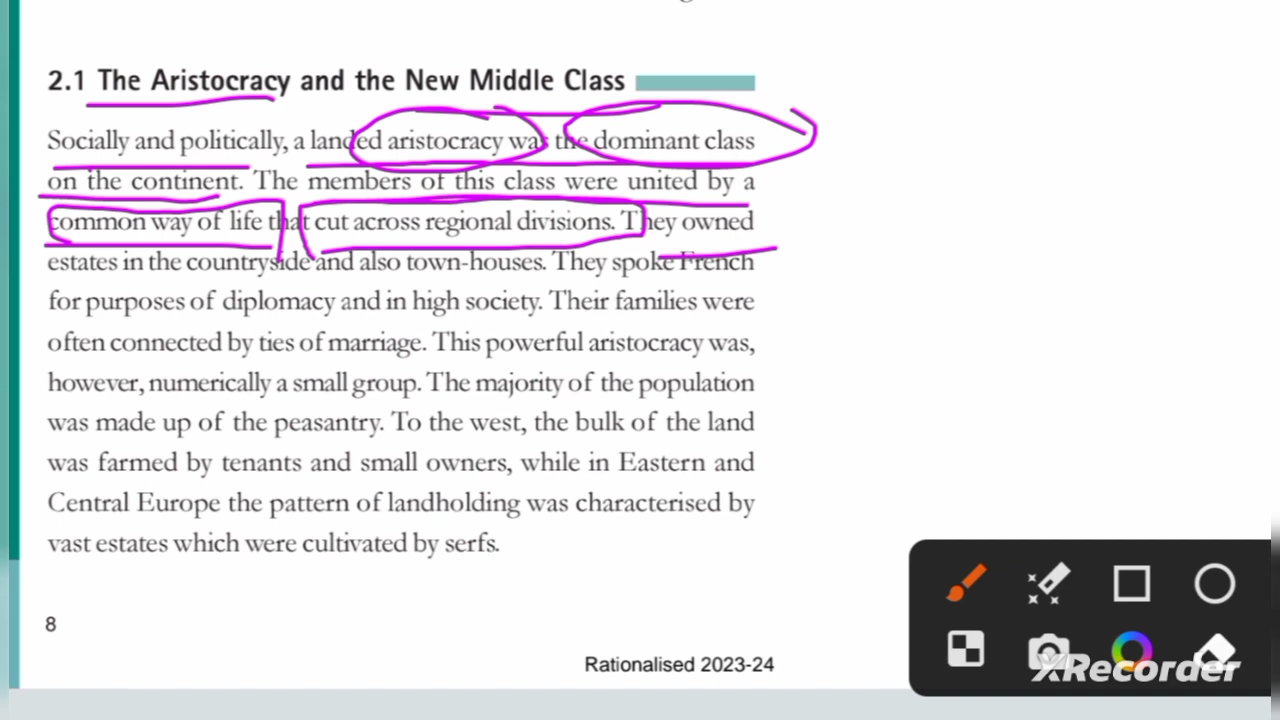 2.1 The Aristocracy and the New Middle Class
Socially and politically, a landed aristocracy was the dominant class
on the continent. The members of this class were united by a
common way of life that cut across regional divisions. They owned
estates in the countryside and also town-houses. They spoke French
for purposes of diplomacy and in high society. Their families were
often connected by ties of marriage. This powerful aristocracy was,
however, numerically a small group. The majority of the population
was made up of the peasantry. To the west, the bulk of the land
was farmed by tenants and small owners, while in Eastern and
Central Europe the pattern of landholding was characterised by
vast estates which were cultivated by serfs.
8
Rationalised 2023-24
XRecorder